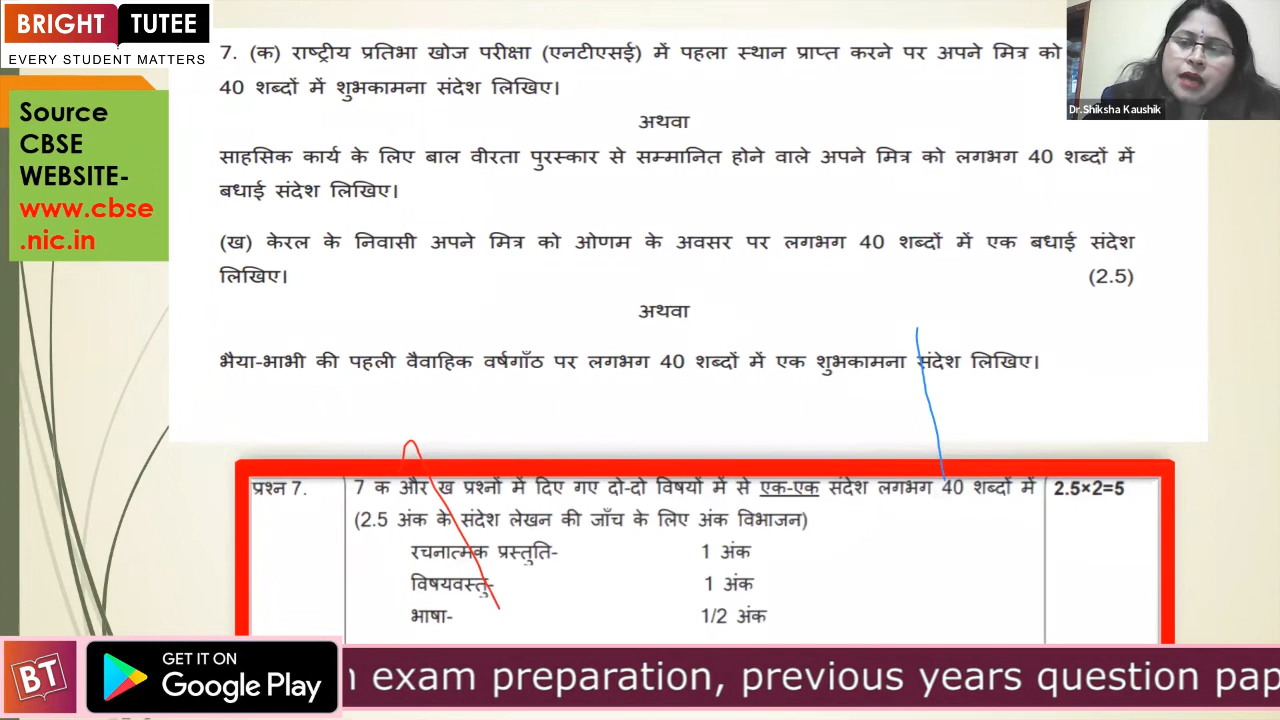 BRIGHT TUTEE
EVERY STUDENT MATTERS
Source
CBSE
WEBSITE-
www.cbse
.nic.in
7. (क) राष्ट्रीय प्रतिभा खोज परीक्षा (एनटीएसई) में पहला स्थान प्राप्त करने पर अपने मित्र को
40 शब्दों में शुभकामना संदेश लिखिए।
अथवा
साहसिक कार्य के लिए बाल वीरता पुरस्कार से सम्मानित होने वाले अपने मित्र को लगभग 40 शब्दों में
बधाई संदेश लिखिए।
(ख) केरल के निवासी अपने मित्र को ओणम के अवसर पर लगभग 40 शब्दों में एक बधाई संदेश
लिखिए। (2.5)
अथवा
भैया-भाभी की पहली वैवाहिक वर्षगाँठ पर लगभग 40 शब्दों में एक शुभकामना संदेश लिखिए।
Dr.Shiksha Kaushik
प्रश्न 7. 7 क और ख प्रश्नों में दिए गए दो-दो विषयों में से एक-एक संदेश लगभग 40 शब्दों में 2.5×2=5
(2.5 अंक के संदेश लेखन की जाँच के लिए अंक विभाजन)
रचनात्मक प्रस्तुति- 1 अंक
विषयवस्तु- 1 अंक
भाषा- 1/2 अंक
BT
GET IT ON
Google Play
exam preparation, previous years question pap